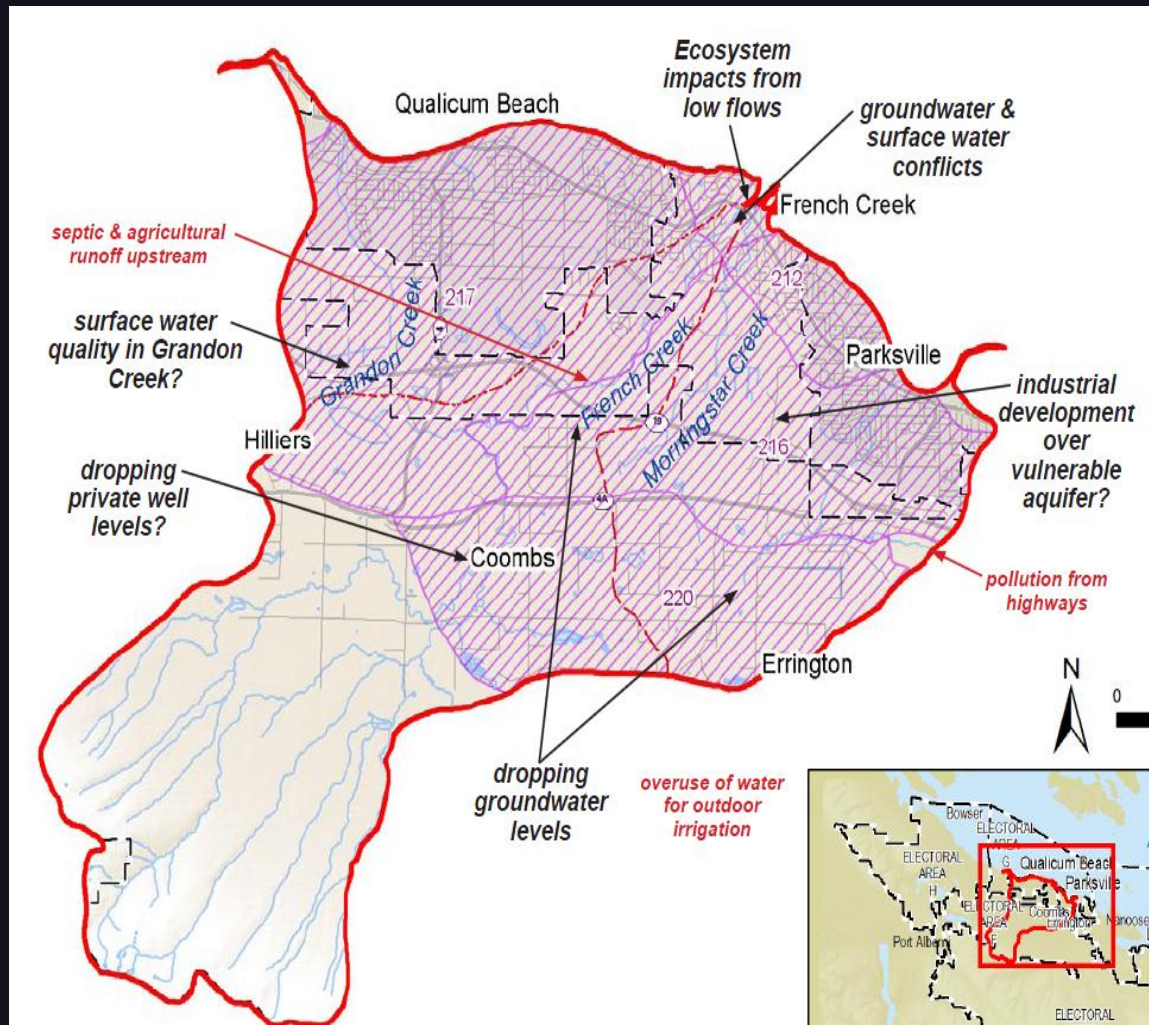 Ecosystem
impacts from
low flows
Qualicum Beach
groundwater &
surface water
conflicts
French Creek
septic & agricultural
runoff upstream
217
212
surface water
quality in Grandon
Creek?
4
Grandon Creek
French Creek
Morningstar Creek
Parksville
industrial
development
over
vulnerable
aquifer?
Hilliers
19
216
dropping
private well
levels?
4A
Coombs
220
pollution from
highways
Errington
N
0
dropping
groundwater
levels
overuse of water
for outdoor
irrigation
Bowser
ELECTORAL
AREA
G
Qualicum Beach
Parksville
ELECTORAL
AREA
H
ELECTORAL
AREA
F
Coombs
Errington
Nanoose
Port Alberni
ELECTORAL